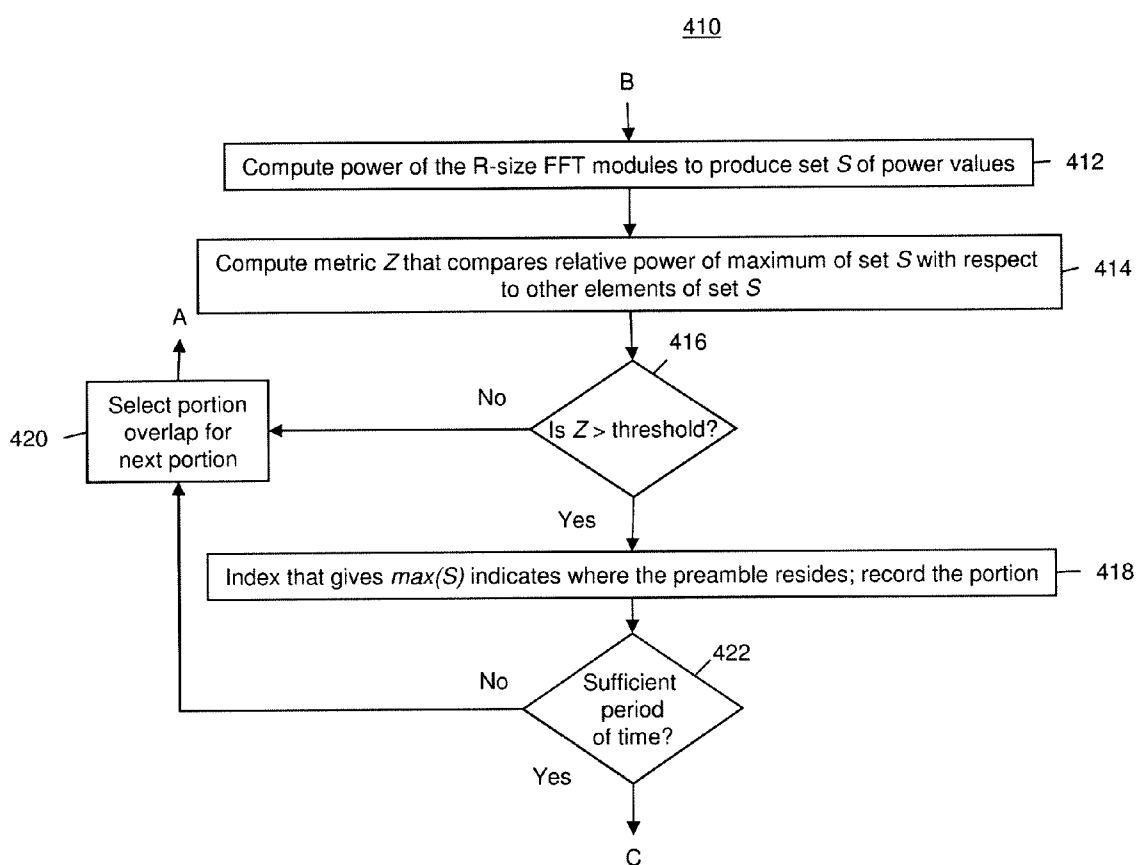 410
B
Compute power of the R-size FFT modules to produce set S of power values
412
Compute metric Z that compares relative power of maximum of set S with respect
to other elements of set S
414
A
416
No
Select portion
overlap for
next portion
420
Is Z > threshold?
Yes
Index that gives max(S) indicates where the preamble resides; record the portion
418
422
No
Sufficient
period
of time?
Yes
C